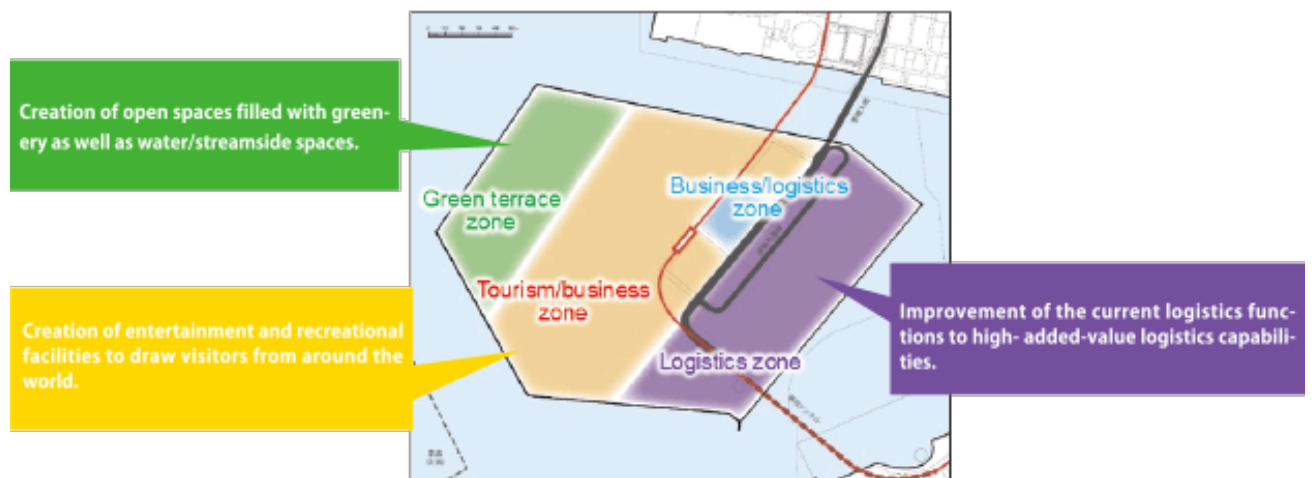 Creation of open spaces filled with green-
ery as well as water/streamside spaces.
Green terrace
zone
Business/logistics
zone
Tourism/business
zone
Logistics zone
Creation of entertainment and recreational
facilities to draw visitors from around the
world.
Improvement of the current logistics func-
tions to high- added-value logistics capabili-
ties.